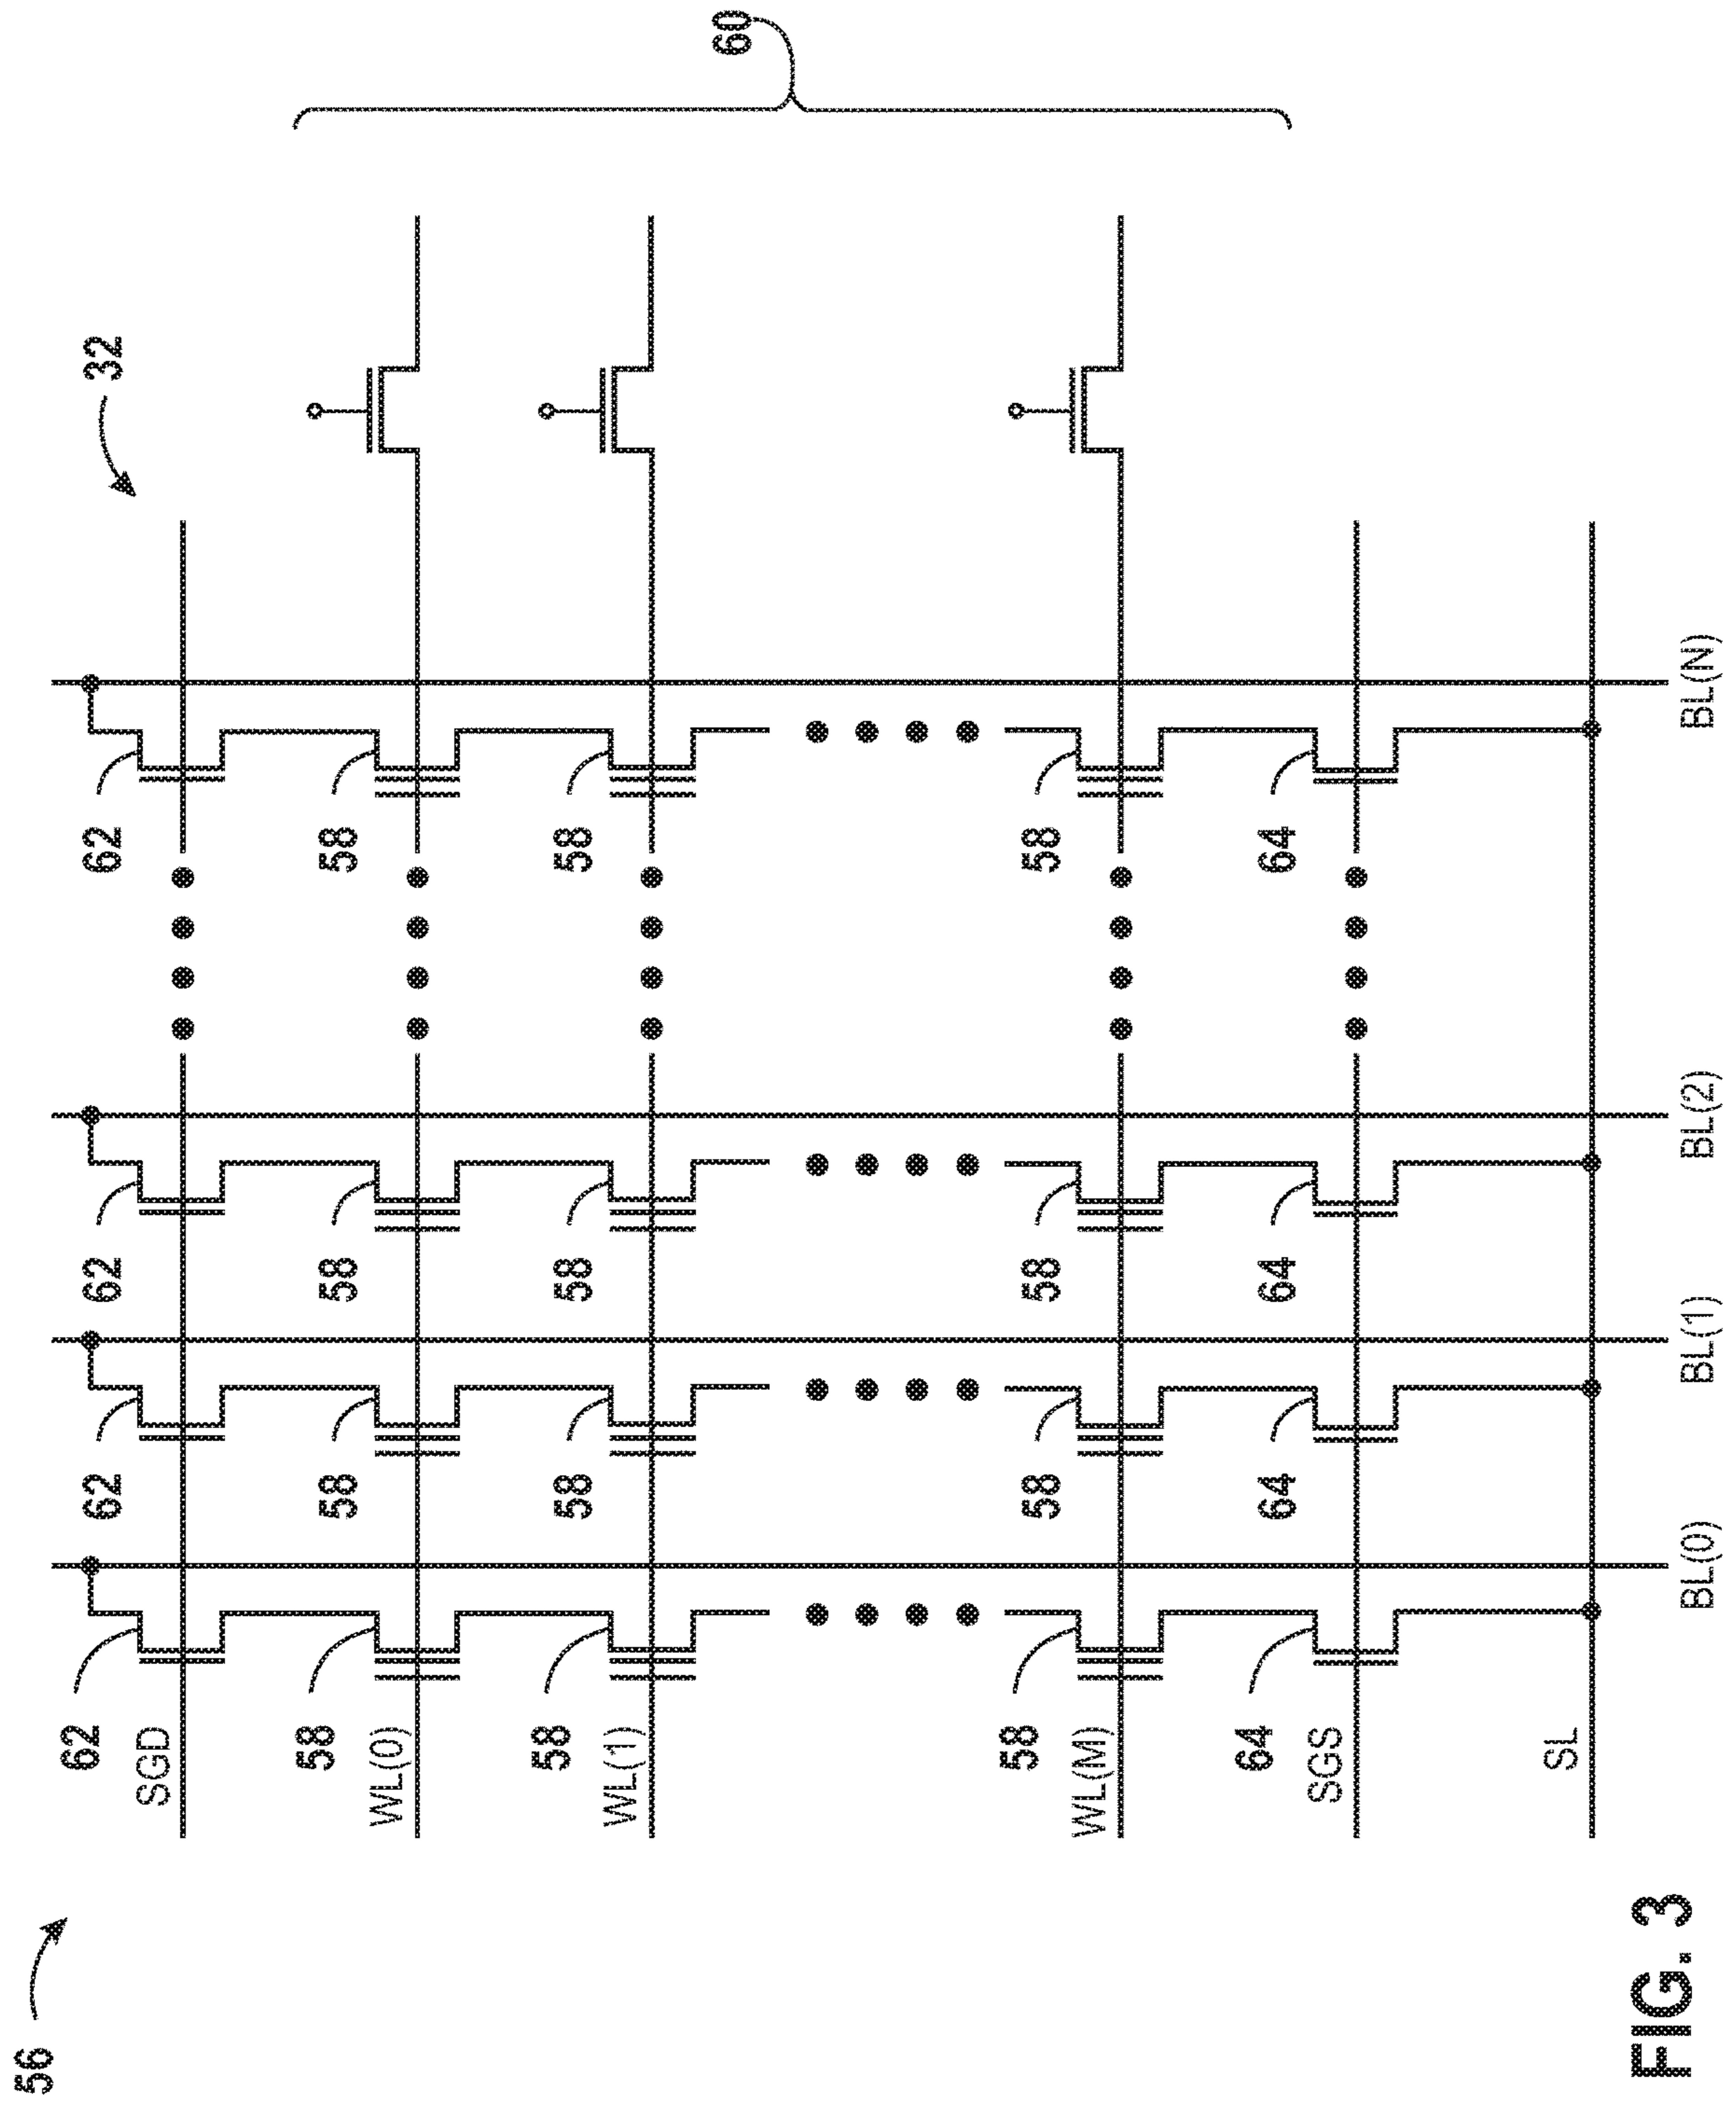 56
62 62 62 62 32
SGD
58 58 58 58
WL(0)
58 58 58 58
WL(1)
60
58 58 58 58
WL(M)
64 64 64 64
SGS
SL
BL(0) BL(1) BL(2) BL(N)
FIG. 3